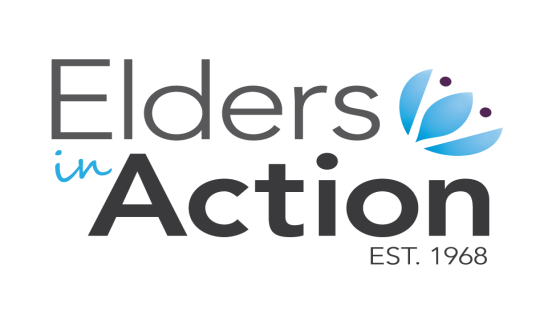 Elders
in
Action
EST. 1968